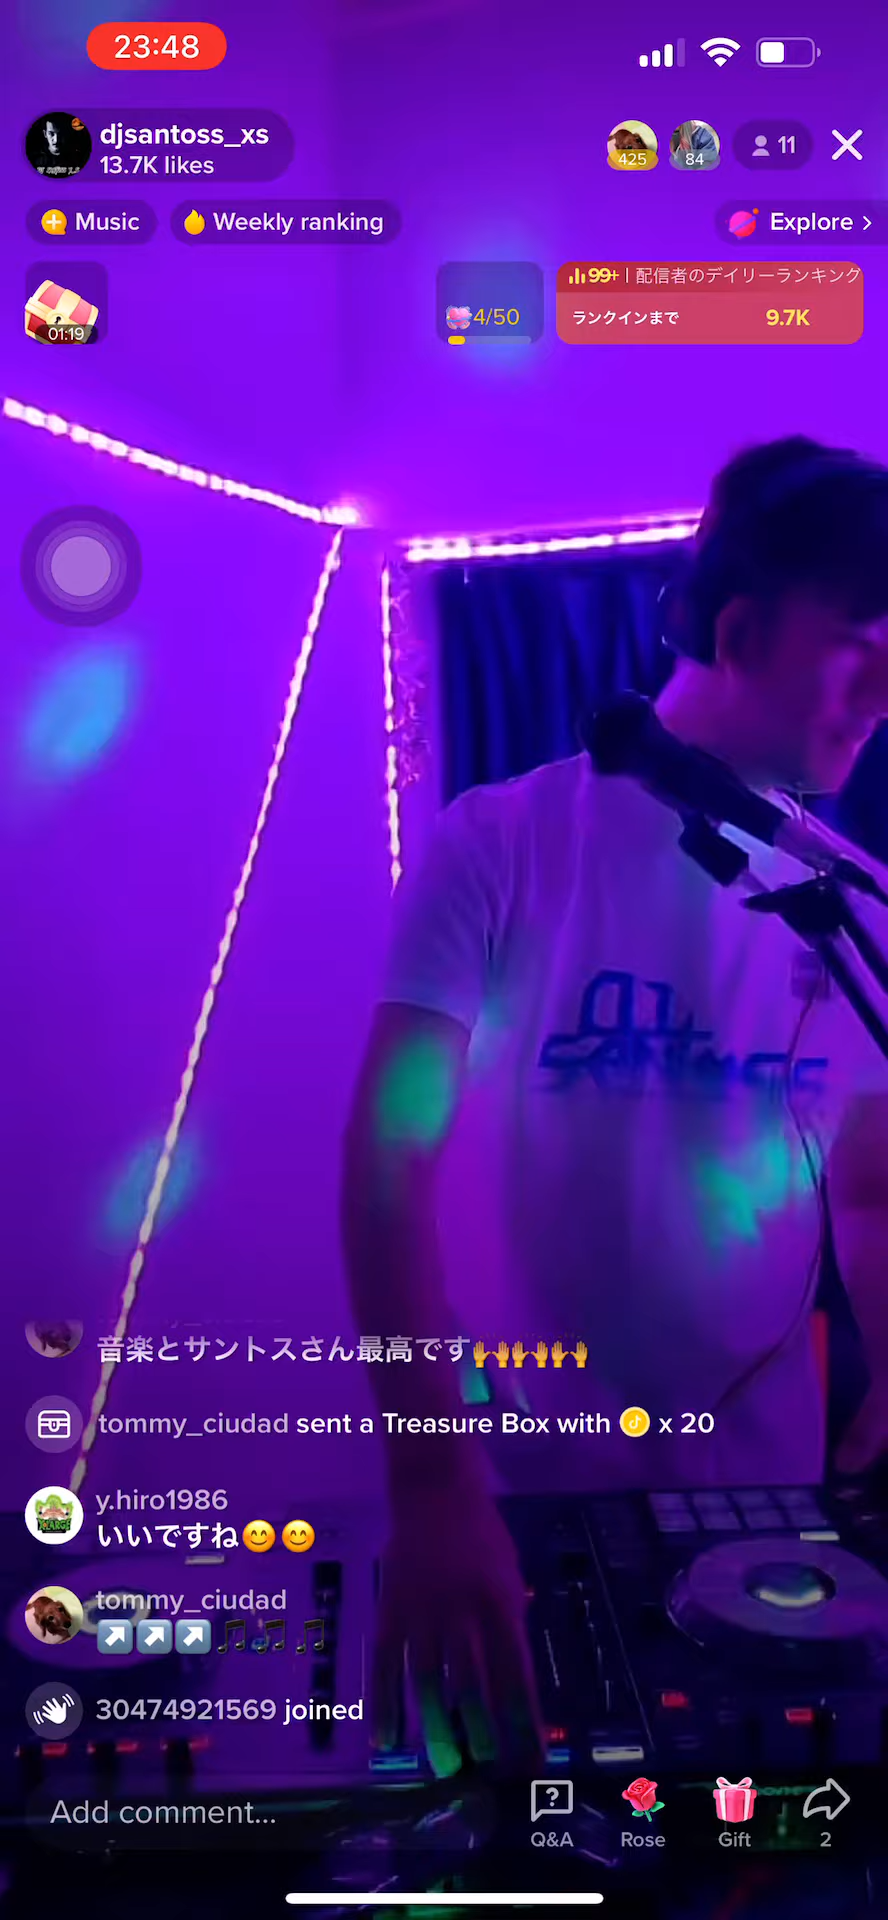 23:48
djsantoss_xs
13.7K likes
425
84
11
Music
Weekly ranking
Explore >
01:19
4/50
99+ | 配信者のデイリーランキング
ランクインまで
9.7K
DJ
SANTOSS
音楽とサントスさん最高です🙌🙌🙌
tommy_ciudad sent a Treasure Box with x 20
y.hiro1986
いいですね😊😊
tommy_ciudad
↗️↗️↗️🎵🎵🎵
30474921569 joined
Add comment...
Q&A
Rose
Gift
2